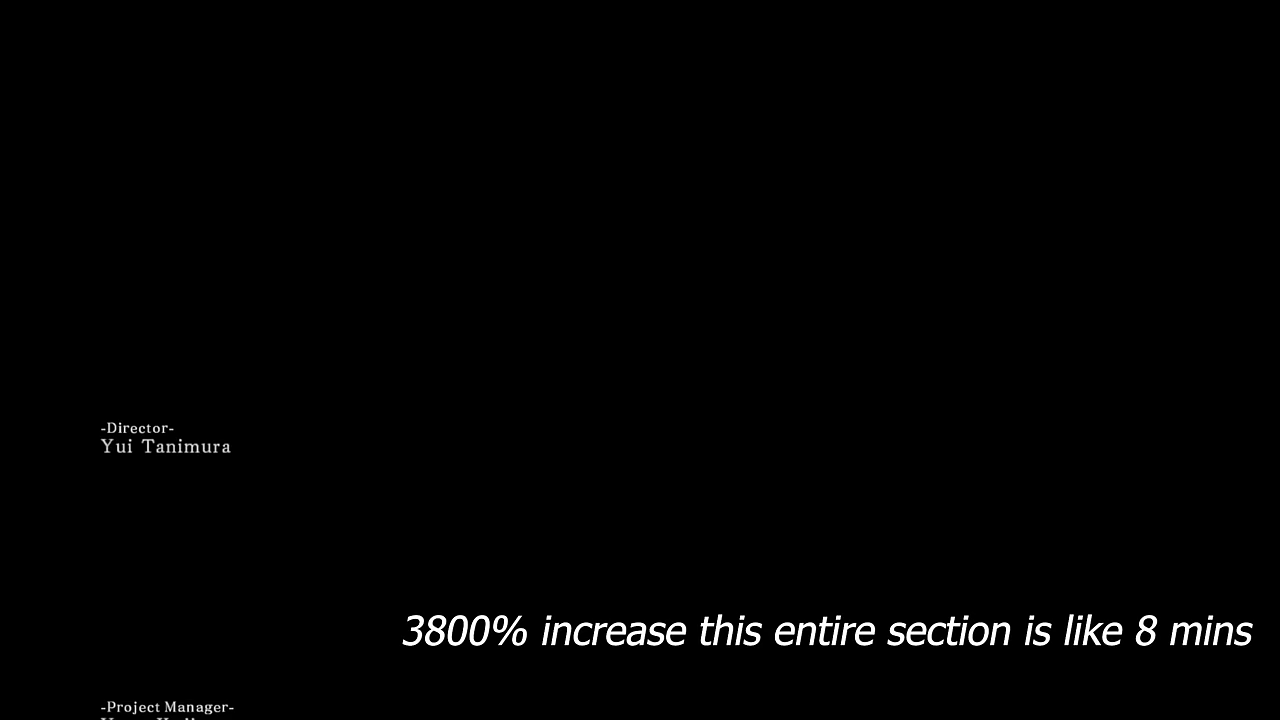 -Director-
Yui Tanimura
3800% increase this entire section is like 8 mins
-Project Manager-